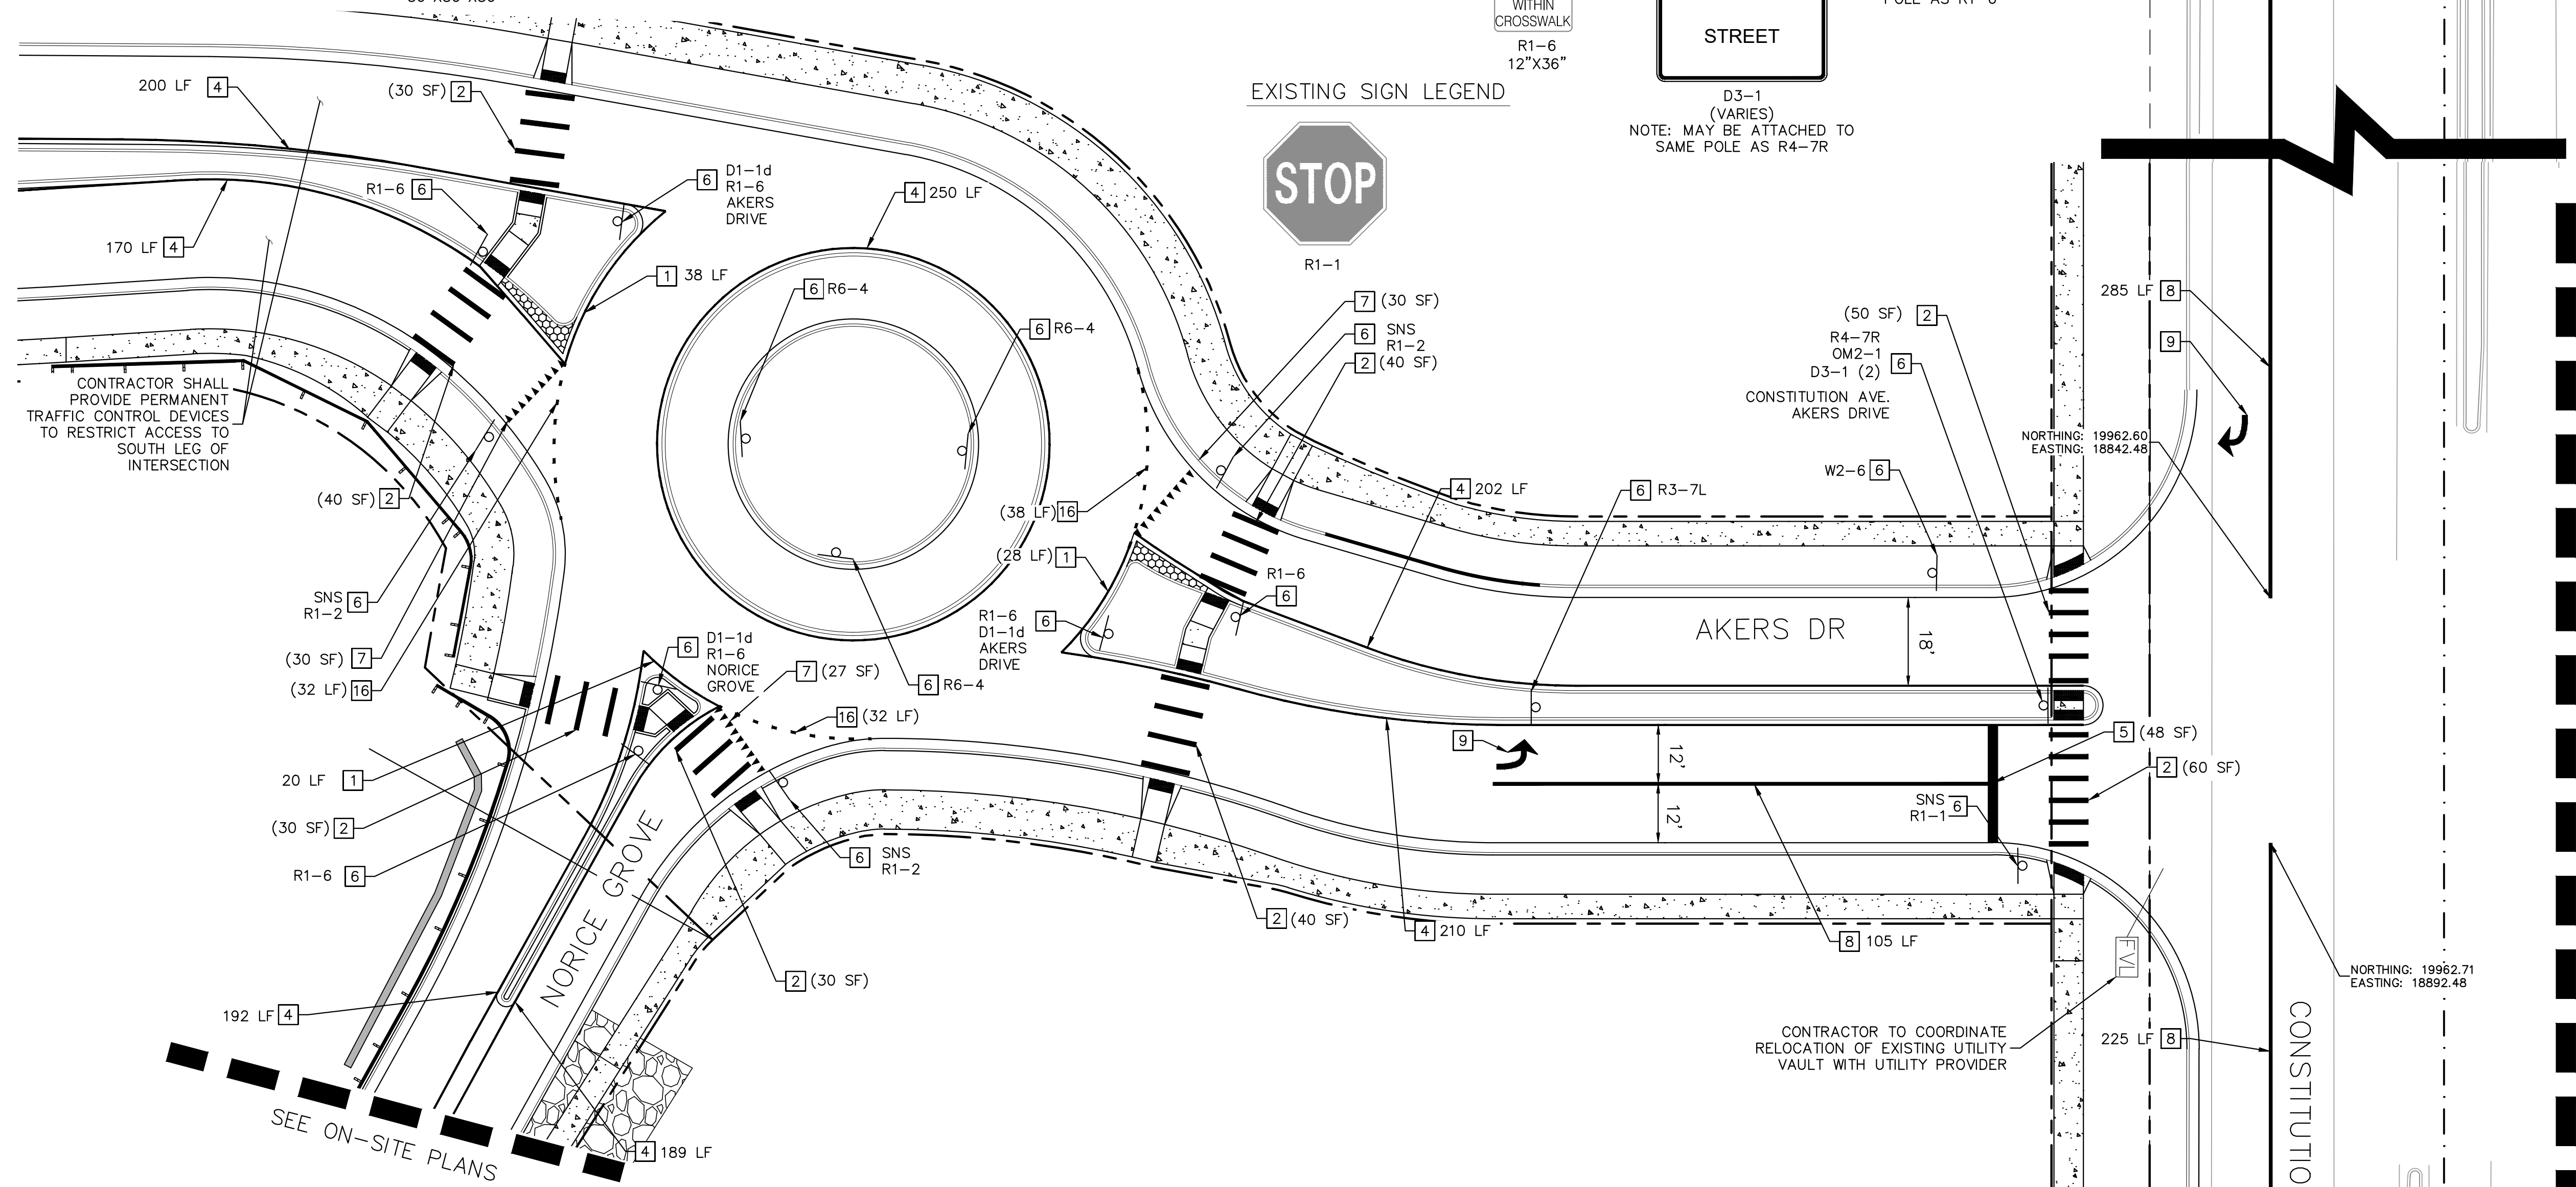 WITHIN
CROSSWALK
R1-6
12"X36"
STREET
D3-1
(VARIES)
NOTE: MAY BE ATTACHED TO
SAME POLE AS R4-7R
EXISTING SIGN LEGEND
STOP
R1-1
200 LF 4
(30 SF) 2
R1-6 6
6 D1-1d
R1-6
AKERS
DRIVE
4 250 LF
170 LF 4
1 38 LF
6 R6-4
6 R6-4
7 (30 SF)
6 SNS
R1-2
2 (40 SF)
285 LF 8
9
(50 SF) 2
R4-7R
OM2-1
D3-1 (2) 6
CONSTITUTION AVE.
AKERS DRIVE
NORTHING: 19962.60
EASTING: 18842.48
W2-6 6
CONTRACTOR SHALL
PROVIDE PERMANENT
TRAFFIC CONTROL DEVICES
TO RESTRICT ACCESS TO
SOUTH LEG OF
INTERSECTION
(40 SF) 2
(38 LF) 16
4 202 LF
6 R3-7L
(28 LF) 1
R1-6
6
SNS 6
R1-2
R1-6
D1-1d 6
AKERS
DRIVE
AKERS DR
18'
(30 SF) 7
(32 LF) 16
6 D1-1d
R1-6
NORICE
GROVE
7 (27 SF)
6 R6-4
16 (32 LF)
9
12'
12'
5 (48 SF)
2 (60 SF)
20 LF 1
(30 SF) 2
R1-6 6
SNS 6
R1-1
6 SNS
R1-2
NORICE GROVE
2 (40 SF)
4 210 LF
8 105 LF
2 (30 SF)
FVL
NORTHING: 19962.71
EASTING: 18892.48
192 LF 4
CONTRACTOR TO COORDINATE
RELOCATION OF EXISTING UTILITY
VAULT WITH UTILITY PROVIDER
225 LF 8
CONSTITUTIO
SEE ON-SITE PLANS
4 189 LF